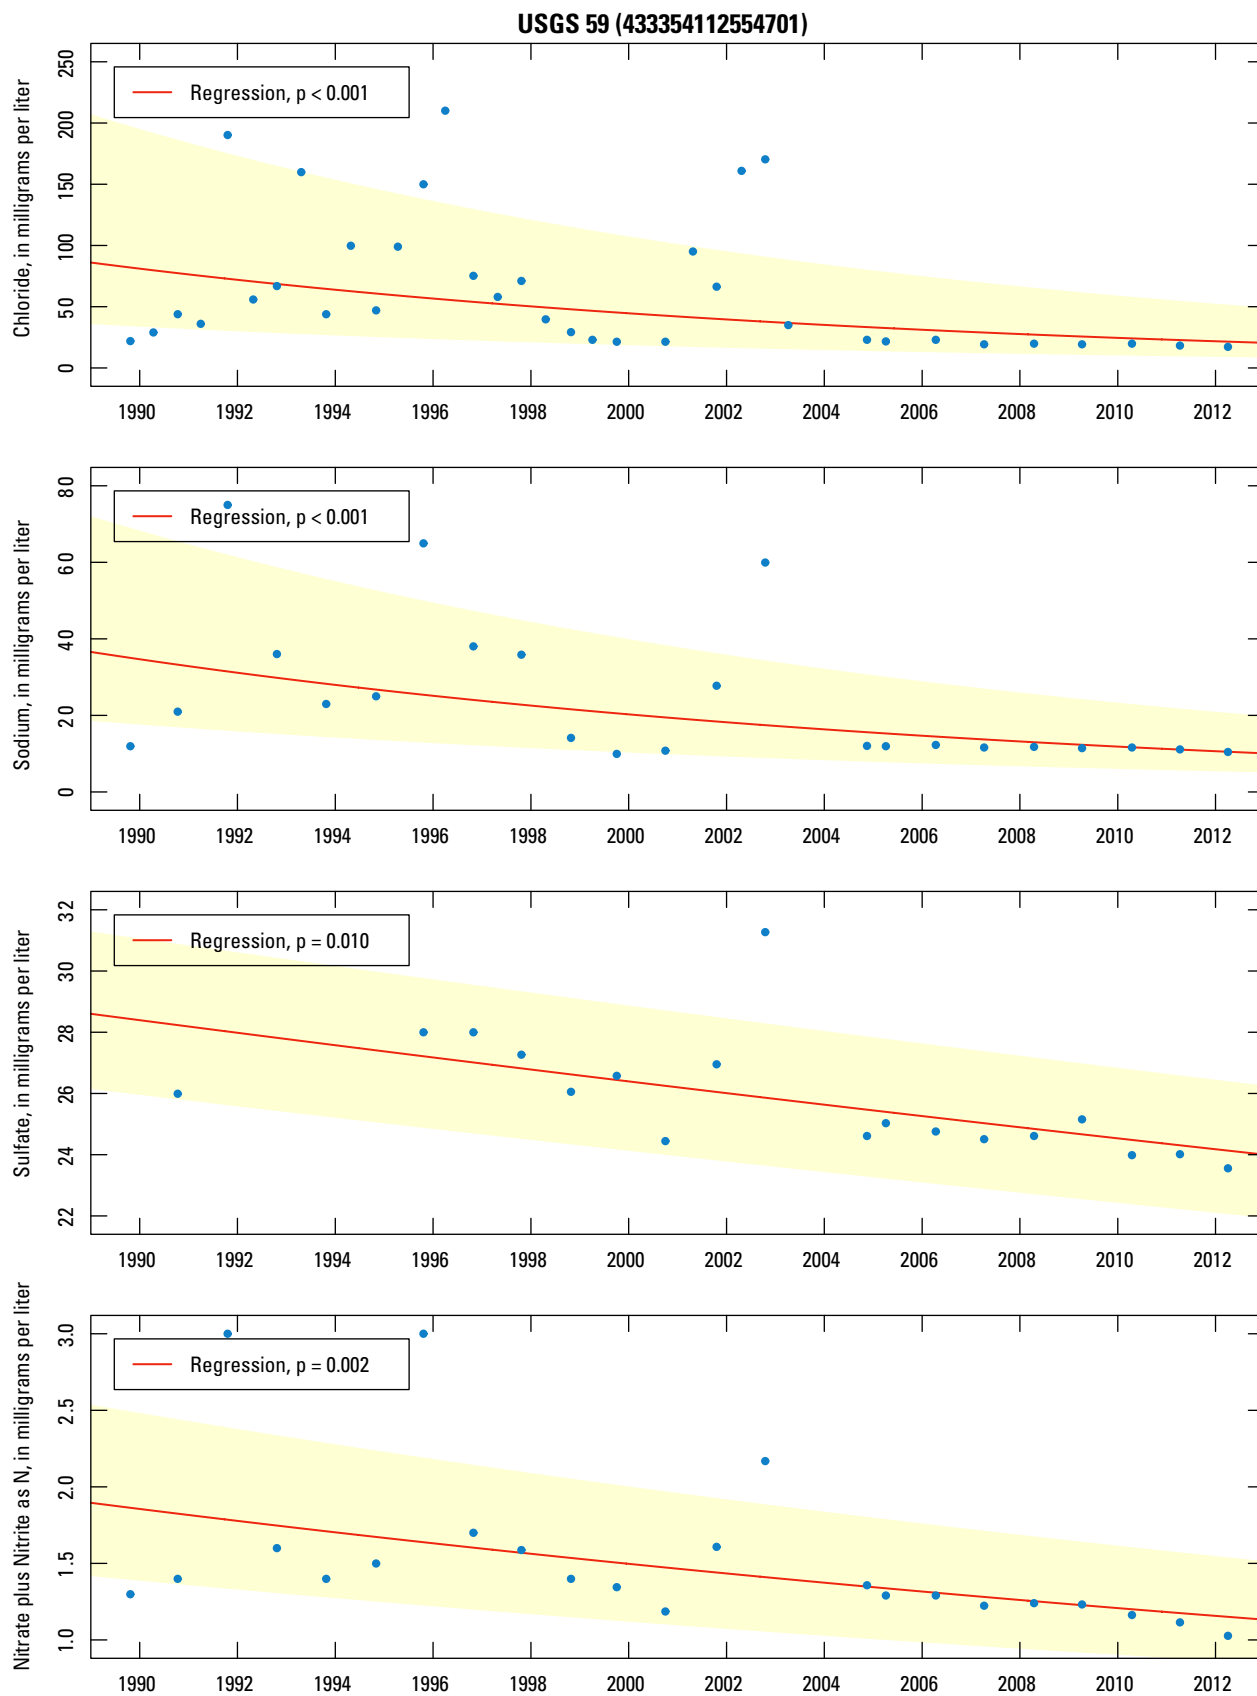 USGS 59 (433354112554701)
Chloride, in milligrams per liter
250
200
150
100
50
0
Regression, p < 0.001
1990 1992 1994 1996 1998 2000 2002 2004 2006 2008 2010 2012
Sodium, in milligrams per liter
80
60
40
20
0
Regression, p < 0.001
1990 1992 1994 1996 1998 2000 2002 2004 2006 2008 2010 2012
Sulfate, in milligrams per liter
32
30
28
26
24
22
Regression, p = 0.010
1990 1992 1994 1996 1998 2000 2002 2004 2006 2008 2010 2012
Nitrate plus Nitrite as N, in milligrams per liter
3.0
2.5
2.0
1.5
1.0
Regression, p = 0.002
1990 1992 1994 1996 1998 2000 2002 2004 2006 2008 2010 2012